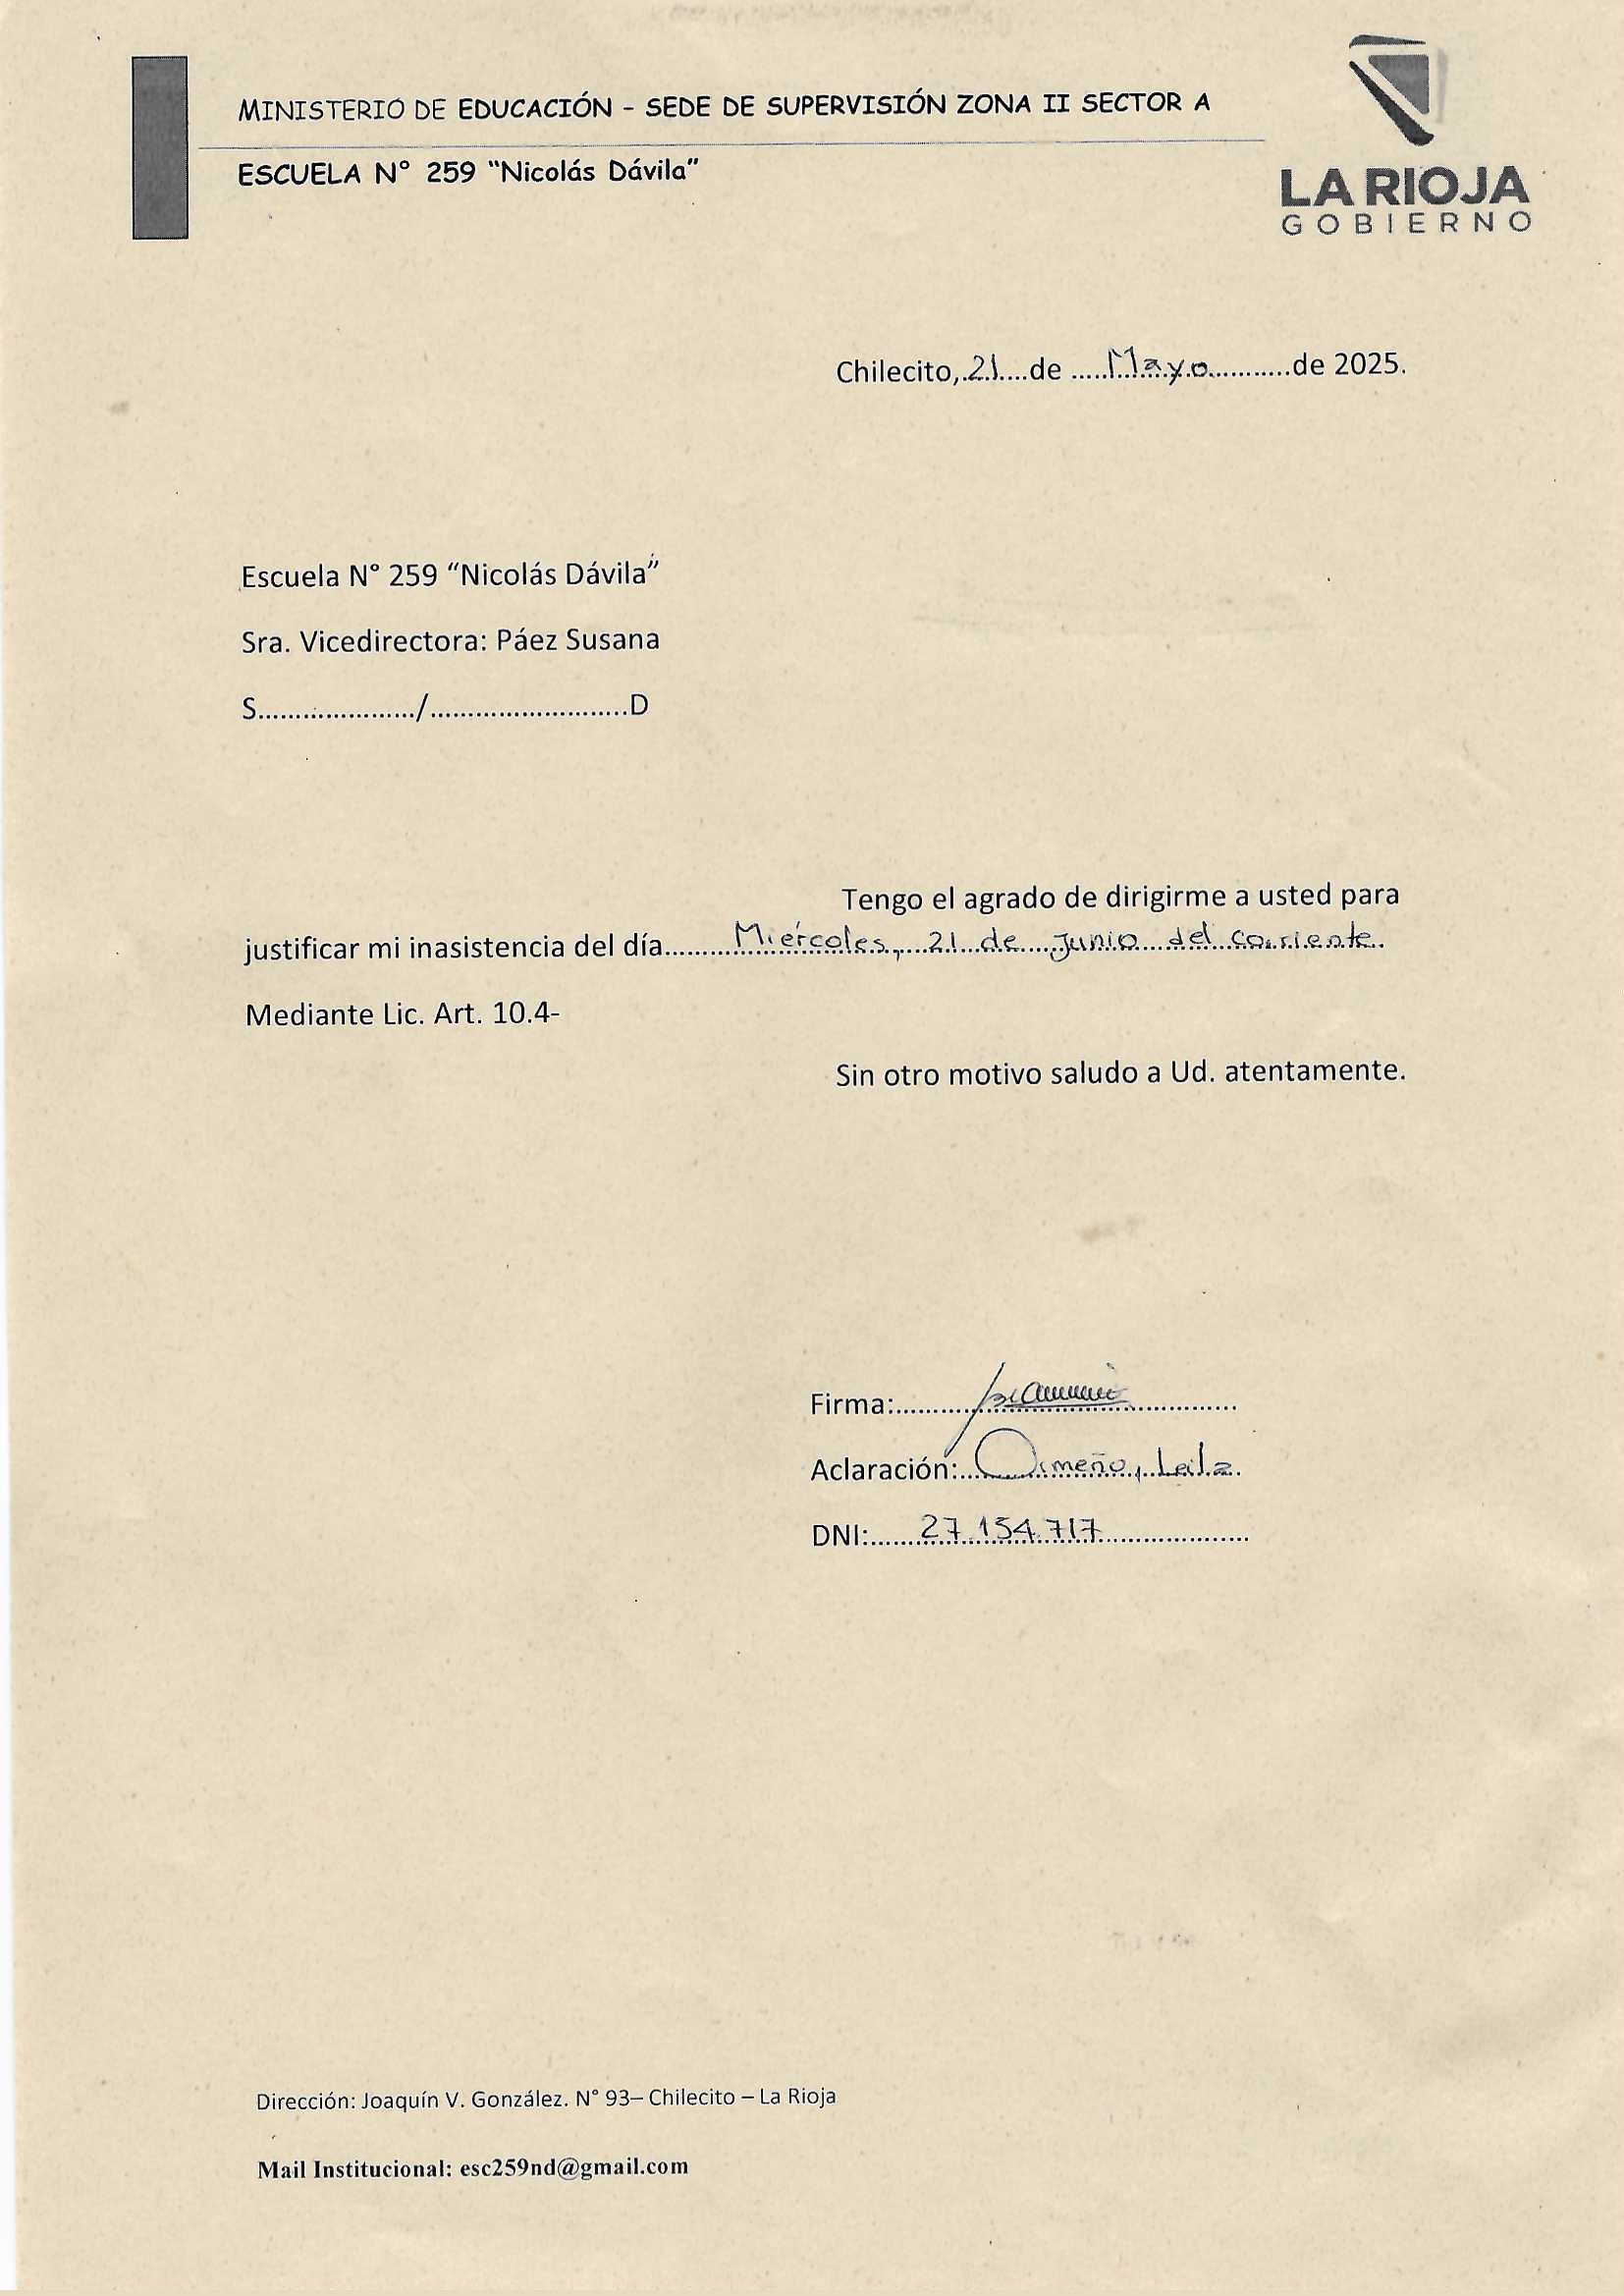 MINISTERIO DE EDUCACIÓN - SEDE DE SUPERVISIÓN ZONA II SECTOR A
ESCUELA N° 259 "Nicolás Dávila"
LA RIOJA
GOBIERNO
Chilecito,.21....de .....Mayo...........de 2025.
Escuela N° 259 "Nicolás Dávila"
Sra. Vicedirectora: Páez Susana
S...................../...........................D
Tengo el agrado de dirigirme a usted para
justificar mi inasistencia del día.........Miércoles, 21 de Junio del corriente.
Mediante Lic. Art. 10.4-
Sin otro motivo saludo a Ud. atentamente.
Firma:..............................................
Aclaración:...Ormeño, Leila.
DNI:......27.154.717....................
Dirección: Joaquín V. González. N° 93– Chilecito – La Rioja
Mail Institucional: esc259nd@gmail.com